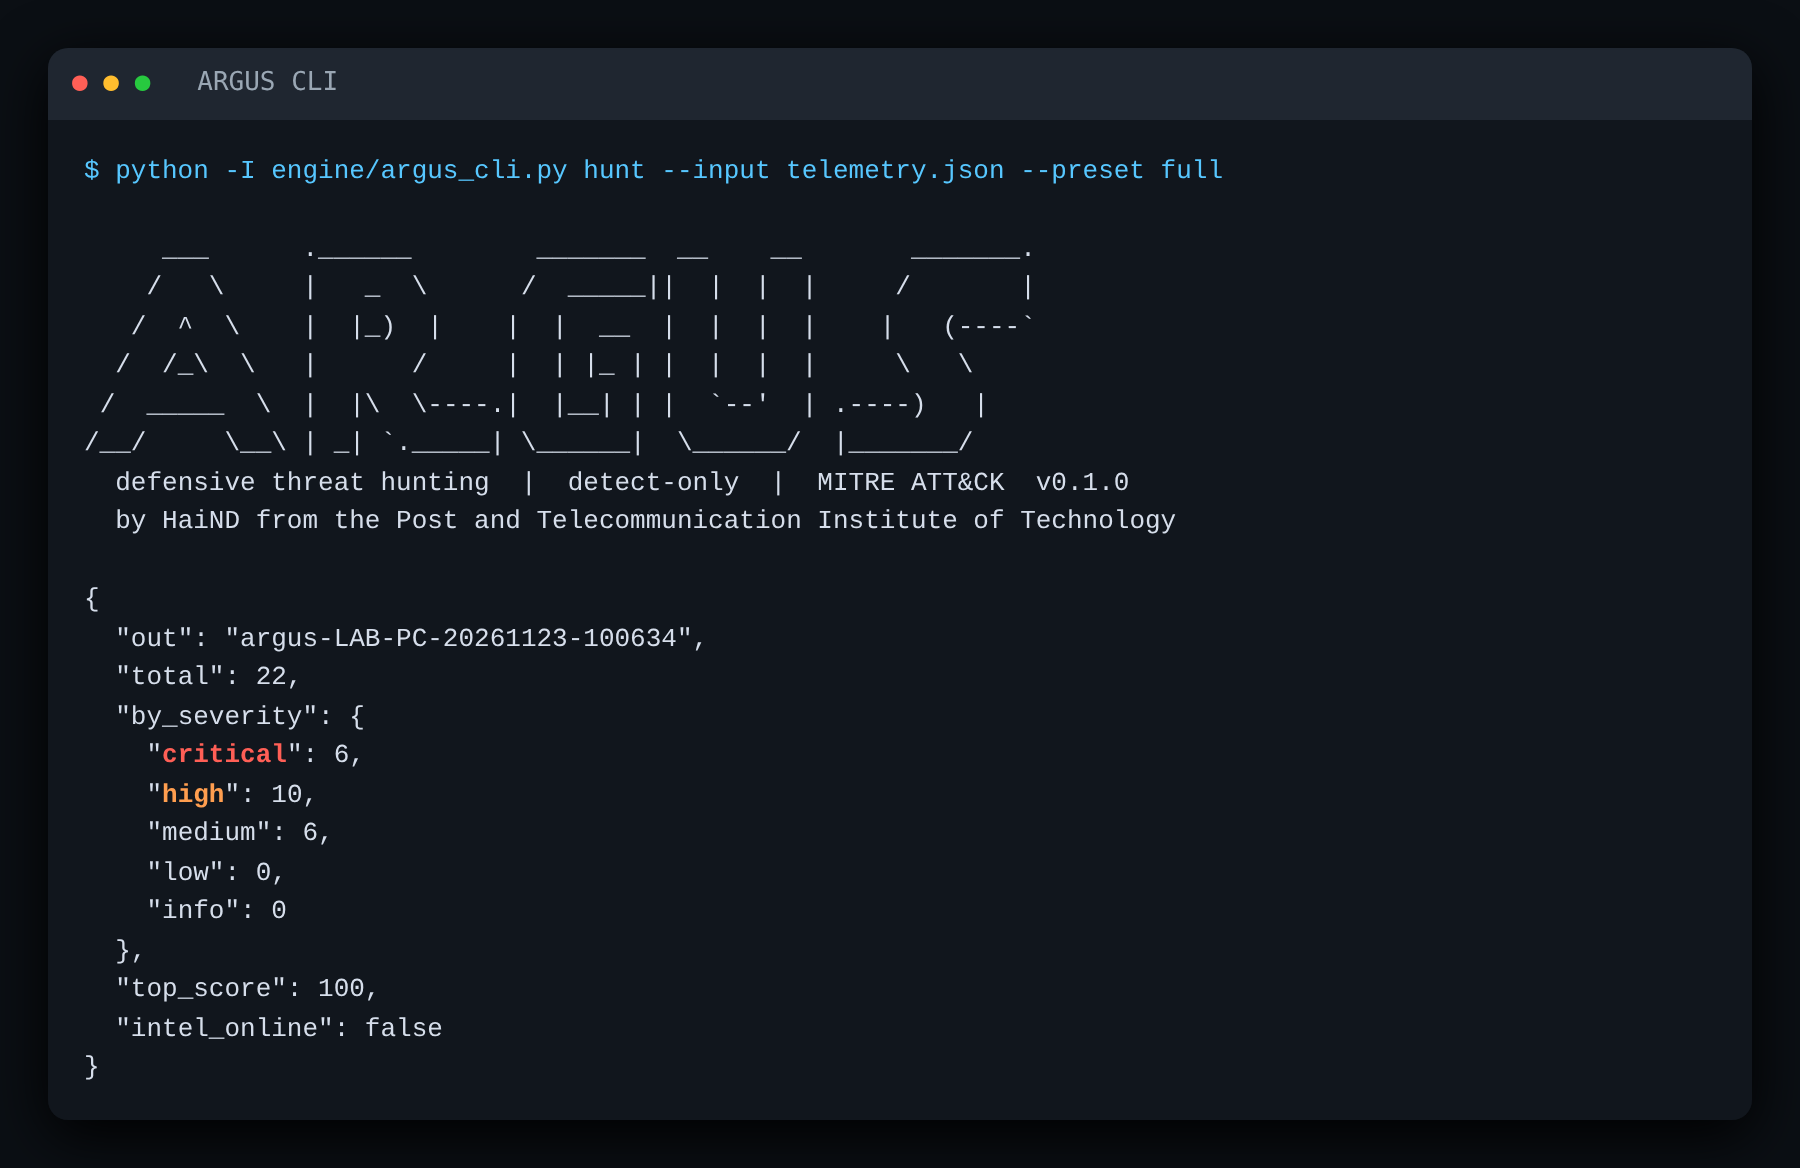 ARGUS CLI
$ python -I engine/argus_cli.py hunt --input telemetry.json --preset full
ARGUS
defensive threat hunting  |  detect-only  |  MITRE ATT&CK  v0.1.0
by HaiND from the Post and Telecommunication Institute of Technology
{
  "out": "argus-LAB-PC-20261123-100634",
  "total": 22,
  "by_severity": {
    "critical": 6,
    "high": 10,
    "medium": 6,
    "low": 0,
    "info": 0
  },
  "top_score": 100,
  "intel_online": false
}